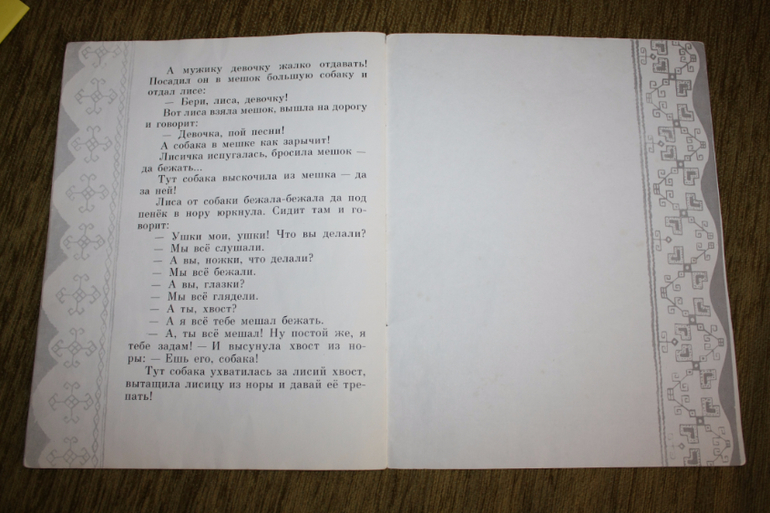 А мужику девочку жалко отдавать!
Посадил он в мешок большую собаку и
отдал лисе:
— Бери, лиса, девочку!
Вот лиса взяла мешок, вышла на дорогу
и говорит:
— Девочка, пой песни!
А собака в мешке как зарычит!
Лисичка испугалась, бросила мешок —
да бежать...
Тут собака выскочила из мешка — да
за ней!
Лиса от собаки бежала-бежала да под
пенёк в нору юркнула. Сидит там и го-
ворит:
— Ушки мои, ушки! Что вы делали?
— Мы всё слушали.
— А вы, ножки, что делали?
— Мы всё бежали.
— А вы, глазки?
— Мы всё глядели.
— А ты, хвост?
— А я всё тебе мешал бежать.
— А, ты всё мешал! Ну постой же, я
тебе задам! — И высунула хвост из но-
ры: — Ешь его, собака!
Тут собака ухватилась за лисий хвост,
вытащила лисицу из норы и давай её тре-
пать!